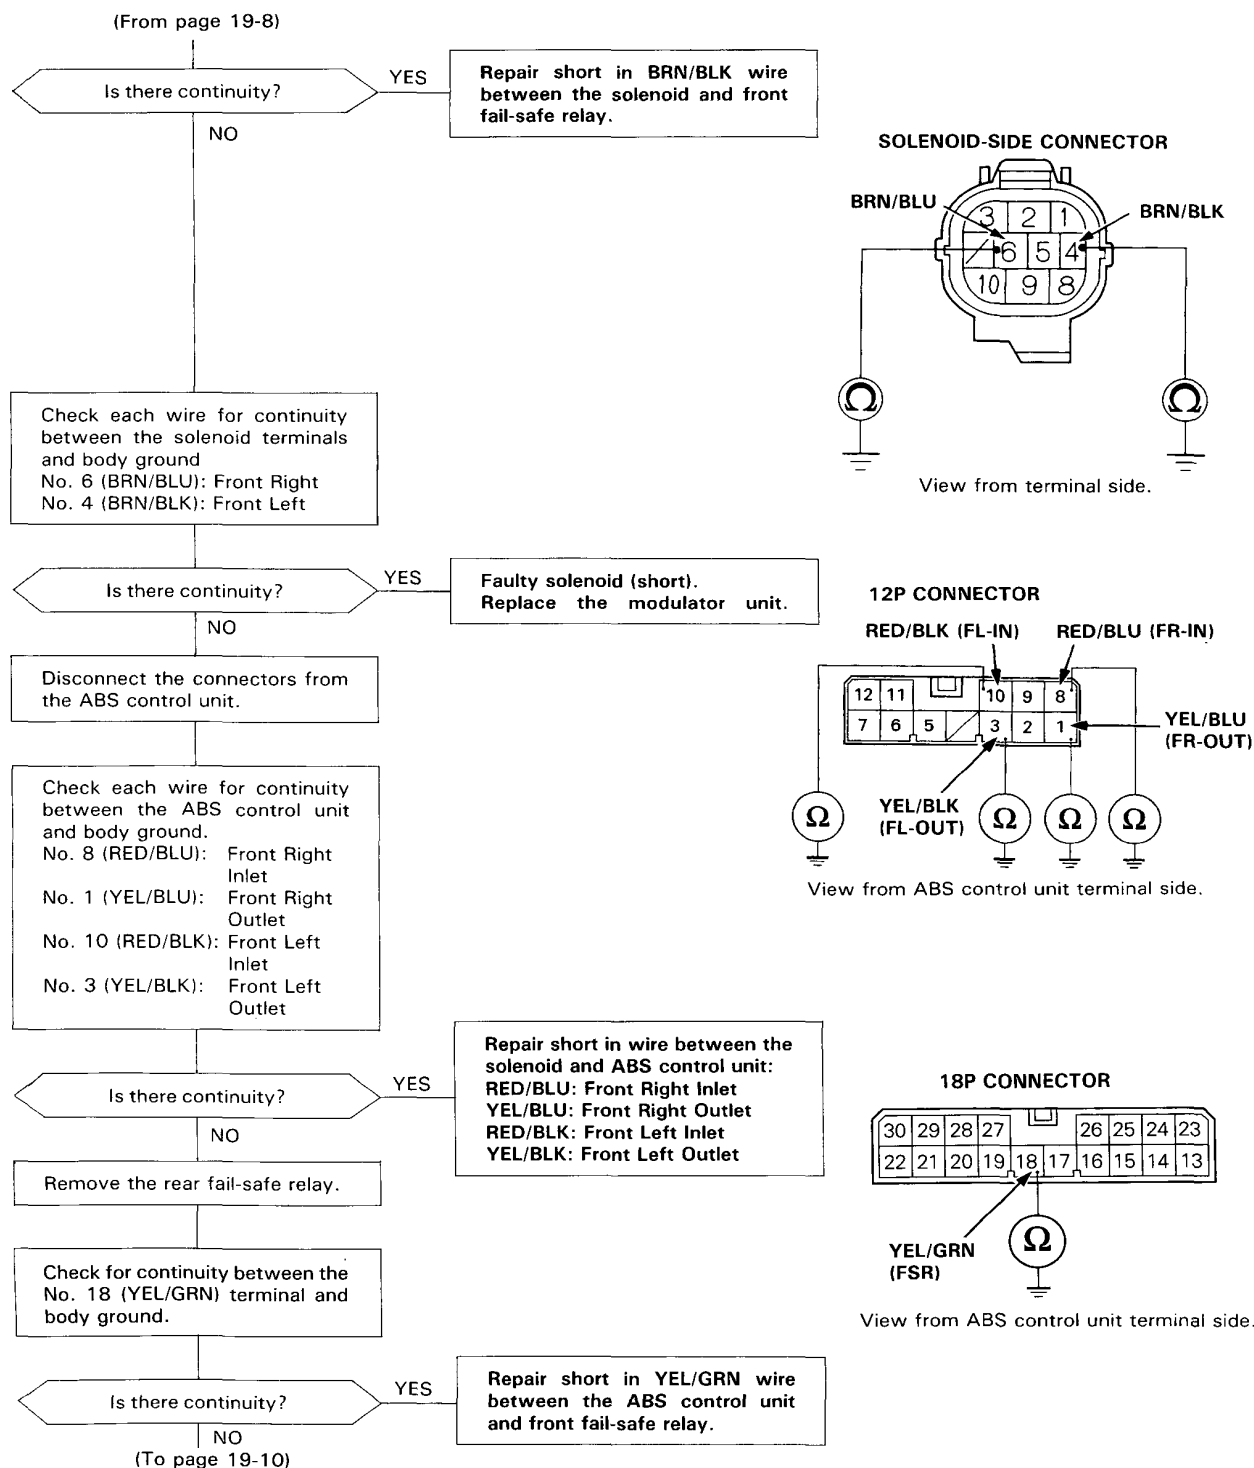 (From page 19-8)
Is there continuity?
YES
Repair short in BRN/BLK wire
between the solenoid and front
fail-safe relay.
NO
SOLENOID-SIDE CONNECTOR
BRN/BLU
BRN/BLK
3 2 1
6 5 4
10 9 8
Ω Ω
View from terminal side.
Check each wire for continuity
between the solenoid terminals
and body ground
No. 6 (BRN/BLU): Front Right
No. 4 (BRN/BLK): Front Left
Is there continuity?
YES
Faulty solenoid (short).
Replace the modulator unit.
NO
Disconnect the connectors from
the ABS control unit.
12P CONNECTOR
RED/BLK (FL-IN) RED/BLU (FR-IN)
12 11 10 9 8
7 6 5 3 2 1
YEL/BLU
(FR-OUT)
YEL/BLK
(FL-OUT)
Ω Ω Ω Ω
View from ABS control unit terminal side.
Check each wire for continuity
between the ABS control unit
and body ground.
No. 8 (RED/BLU): Front Right
Inlet
No. 1 (YEL/BLU): Front Right
Outlet
No. 10 (RED/BLK): Front Left
Inlet
No. 3 (YEL/BLK): Front Left
Outlet
Is there continuity?
YES
Repair short in wire between the
solenoid and ABS control unit:
RED/BLU: Front Right Inlet
YEL/BLU: Front Right Outlet
RED/BLK: Front Left Inlet
YEL/BLK: Front Left Outlet
NO
Remove the rear fail-safe relay.
18P CONNECTOR
30 29 28 27 26 25 24 23
22 21 20 19 18 17 16 15 14 13
YEL/GRN
(FSR)
Ω
View from ABS control unit terminal side.
Check for continuity between the
No. 18 (YEL/GRN) terminal and
body ground.
Is there continuity?
YES
Repair short in YEL/GRN wire
between the ABS control unit
and front fail-safe relay.
NO
(To page 19-10)